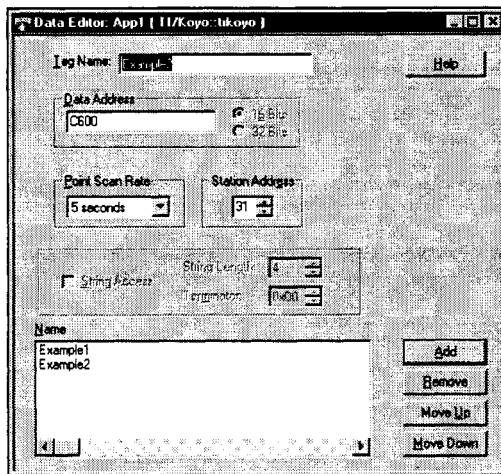 Data Editor: App1 ( TI/Koyo::tikoyo )
Tag Name:
Help
Data Address
C600
16 Bits
32 Bits
Point Scan Rate
Station Address
5 seconds
31
String Access
String Length
4
Terminator
0x00
Name
Example1
Example2
Add
Remove
Move Up
Move Down